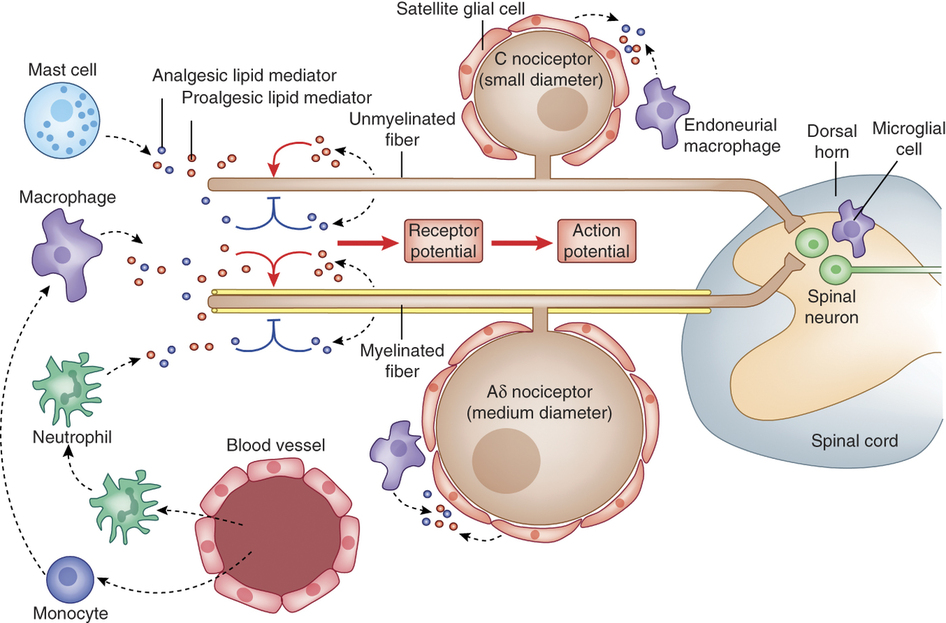 Satellite glial cell
Mast cell
Analgesic lipid mediator
Proalgesic lipid mediator
C nociceptor
(small diameter)
Unmyelinated
fiber
Endoneurial
macrophage
Dorsal
horn
Microglial
cell
Macrophage
Receptor
potential
Action
potential
Spinal
neuron
Myelinated
fiber
Aδ nociceptor
(medium diameter)
Neutrophil
Blood vessel
Spinal cord
Monocyte